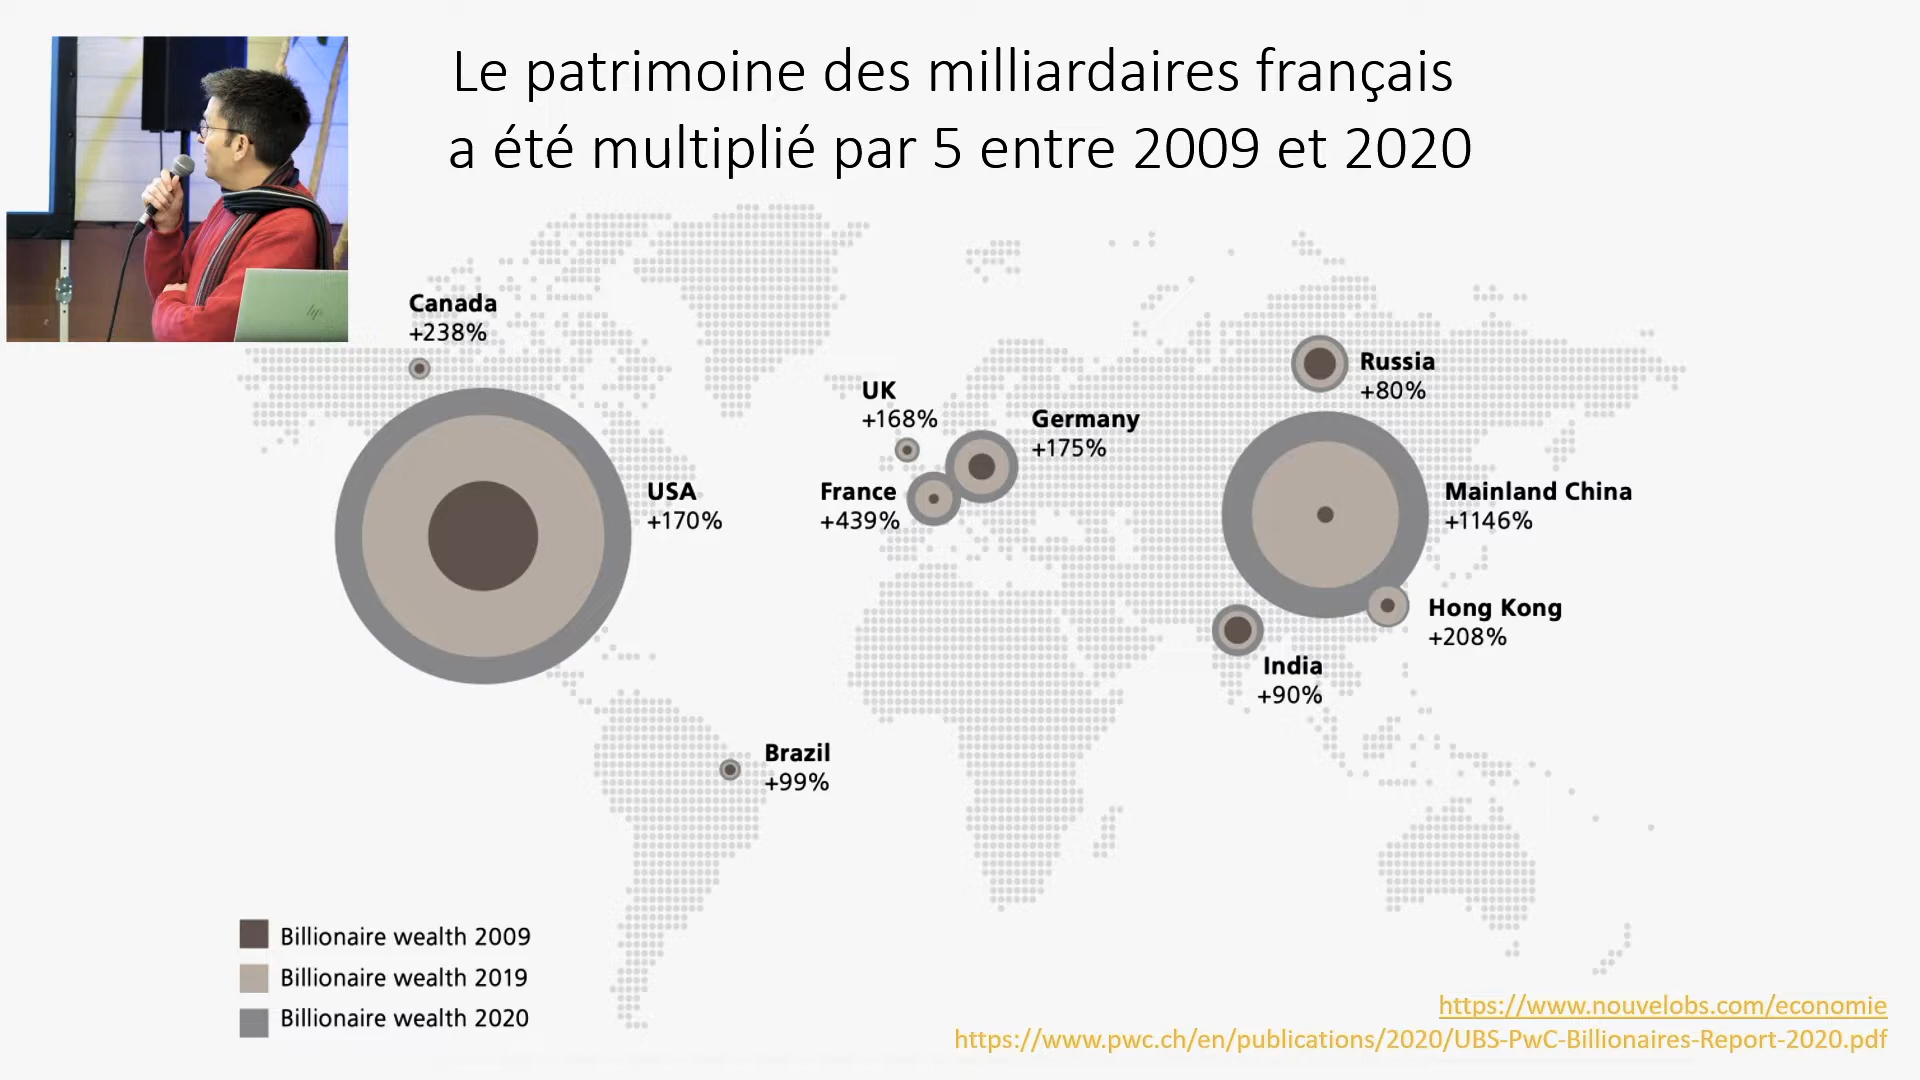 Le patrimoine des milliardaires français
a été multiplié par 5 entre 2009 et 2020
Canada
+238%
USA
+170%
UK
+168%
Germany
+175%
France
+439%
Russia
+80%
Mainland China
+1146%
Hong Kong
+208%
India
+90%
Brazil
+99%
Billionaire wealth 2009
Billionaire wealth 2019
Billionaire wealth 2020
https://www.nouvelobs.com/economie
https://www.pwc.ch/en/publications/2020/UBS-PwC-Billionaires-Report-2020.pdf
hp